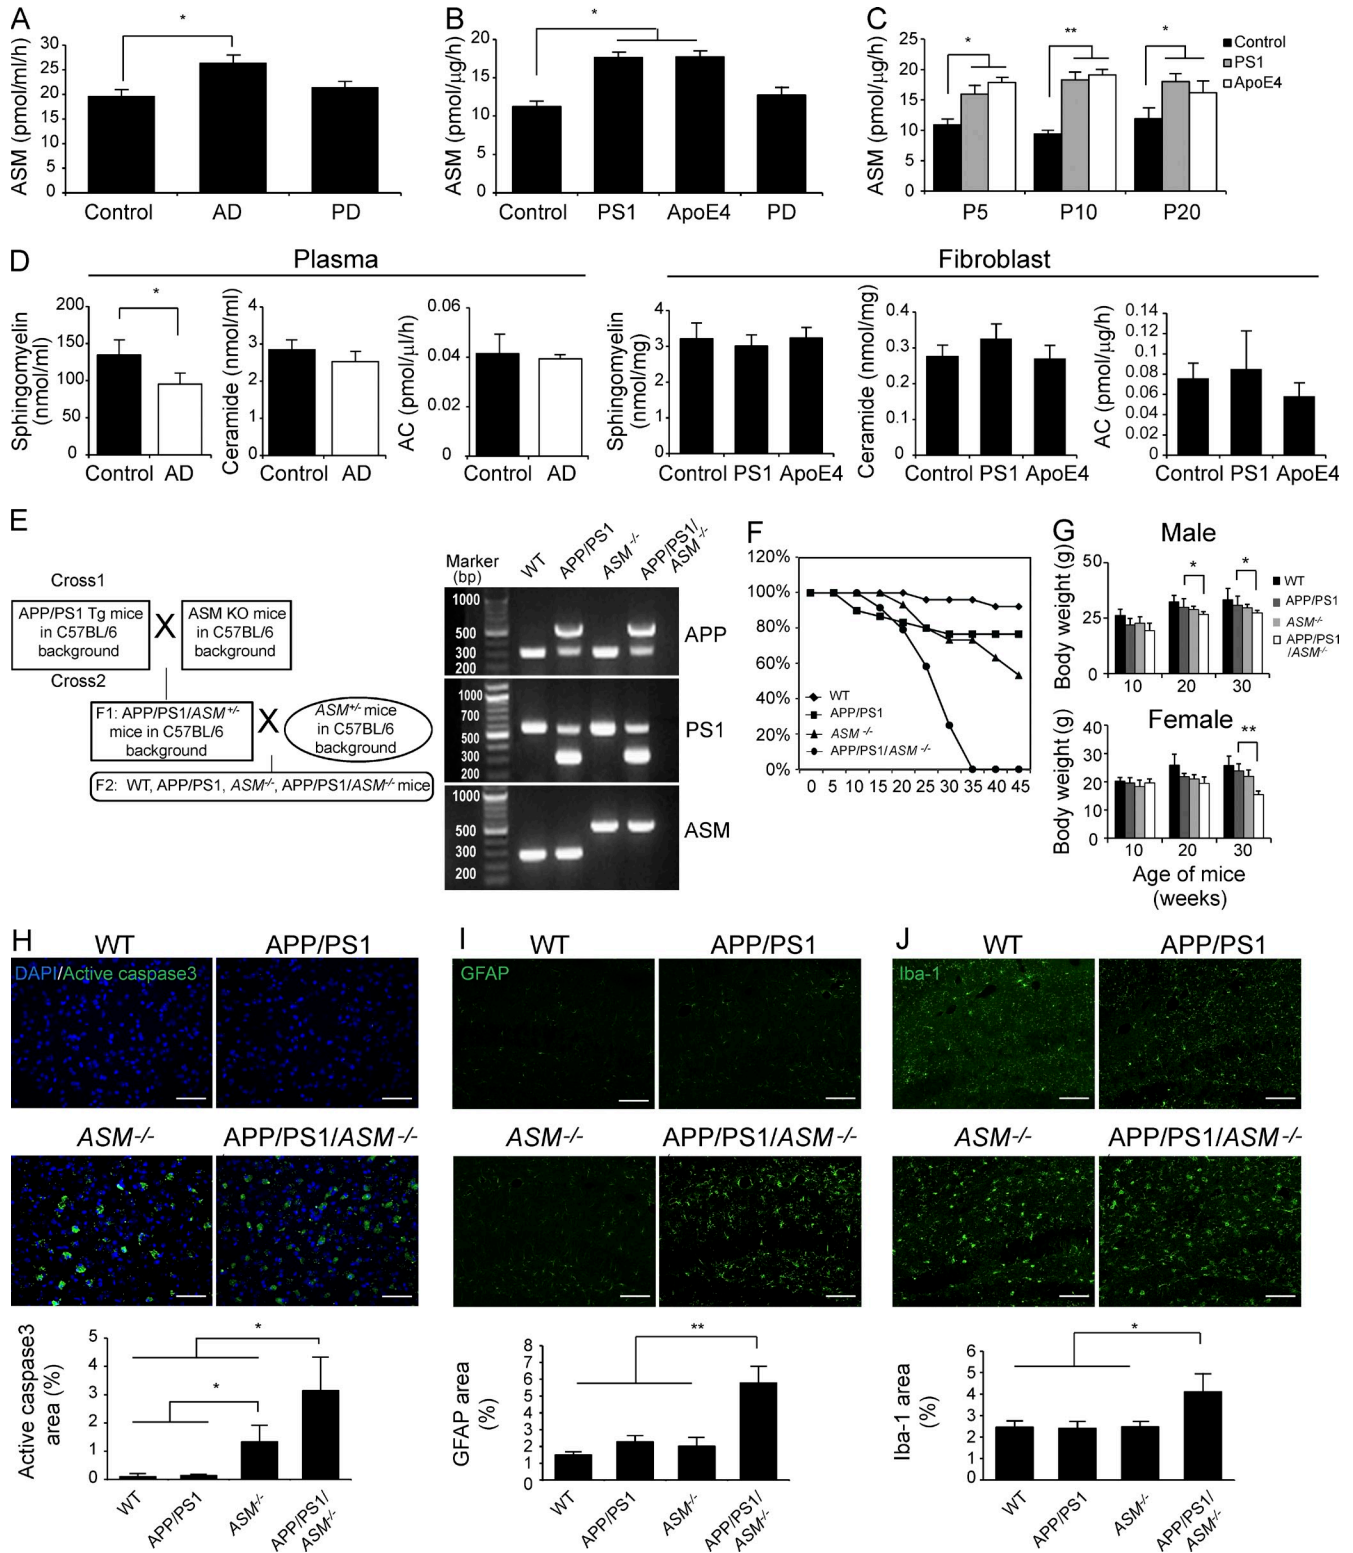 A
*
ASM (pmol/ml/h)
30
25
20
15
10
5
0
Control
AD
PD
B
*
ASM (pmol/μg/h)
20
15
10
5
0
Control
PS1
ApoE4
PD
C
*
**
*
ASM (pmol/μg/h)
25
20
15
10
5
0
P5
P10
P20
Control
PS1
ApoE4
D
Plasma
Fibroblast
*
Sphingomyelin
(nmol/ml)
200
150
100
50
0
Control AD
Ceramide (nmol/ml)
4
3
2
1
0
Control AD
AC (pmol/μl/h)
0.06
0.04
0.02
0
Control AD
Sphingomyelin
(nmol/mg)
4
3
2
1
0
Control PS1 ApoE4
Ceramide (nmol/mg)
0.4
0.3
0.2
0.1
0
Control PS1 ApoE4
AC (pmol/μg/h)
0.14
0.12
0.1
0.08
0.06
0.04
0.02
0
Control PS1 ApoE4
E
Cross1
APP/PS1 Tg mice
in C57BL/6
background
X
ASM KO mice
in C57BL/6
background
Cross2
F1: APP/PS1/ASM+/-
mice in C57BL/6
background
X
ASM+/- mice
in C57BL/6
background
F2: WT, APP/PS1, ASM-/-, APP/PS1/ASM-/- mice
Marker
(bp)
WT
APP/PS1
ASM-/-
APP/PS1/
ASM-/-
1000
500
300
200
APP
1000
700
500
300
200
PS1
1000
500
300
200
ASM
F
120%
100%
80%
60%
40%
20%
0%
WT
APP/PS1
ASM -/-
APP/PS1/ASM -/-
0 5 10 15 20 25 30 35 40 45
G
Male
Body weight (g)
50
25
0
*
*
10 20 30
WT
APP/PS1
ASM-/-
APP/PS1
/ASM-/-
Female
Body weight (g)
40
30
20
10
0
**
10 20 30
Age of mice
(weeks)
H
WT
APP/PS1
DAPI/Active caspase3
ASM-/-
APP/PS1/ASM-/-
*
*
Active caspase3
area (%)
5
4
3
2
1
0
WT
APP/PS1
ASM-/-
APP/PS1/
ASM-/-
I
WT
APP/PS1
GFAP
ASM-/-
APP/PS1/ASM-/-
**
GFAP area
(%)
8
7
6
5
4
3
2
1
0
WT
APP/PS1
ASM-/-
APP/PS1/
ASM-/-
J
WT
APP/PS1
Iba-1
ASM-/-
APP/PS1/ASM-/-
*
Iba-1 area
(%)
6
5
4
3
2
1
0
WT
APP/PS1
ASM-/-
APP/PS1/
ASM-/-